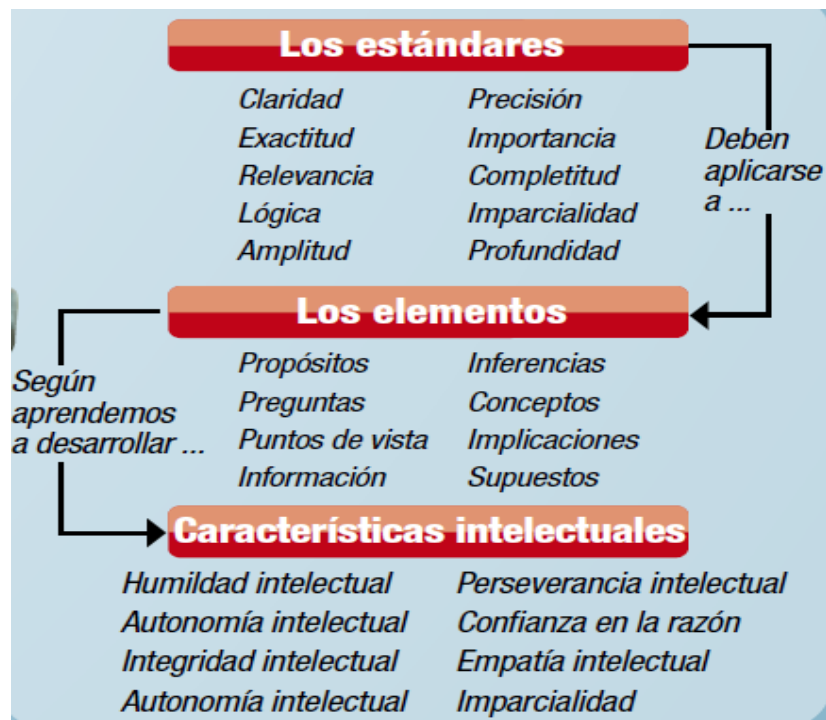 Los estándares
Claridad Precisión
Exactitud Importancia
Relevancia Completitud
Lógica Imparcialidad
Amplitud Profundidad
Deben
aplicarse
a ...
Los elementos
Propósitos Inferencias
Preguntas Conceptos
Puntos de vista Implicaciones
Información Supuestos
Según
aprendemos
a desarrollar ...
Características intelectuales
Humildad intelectual Perseverancia intelectual
Autonomía intelectual Confianza en la razón
Integridad intelectual Empatía intelectual
Autonomía intelectual Imparcialidad